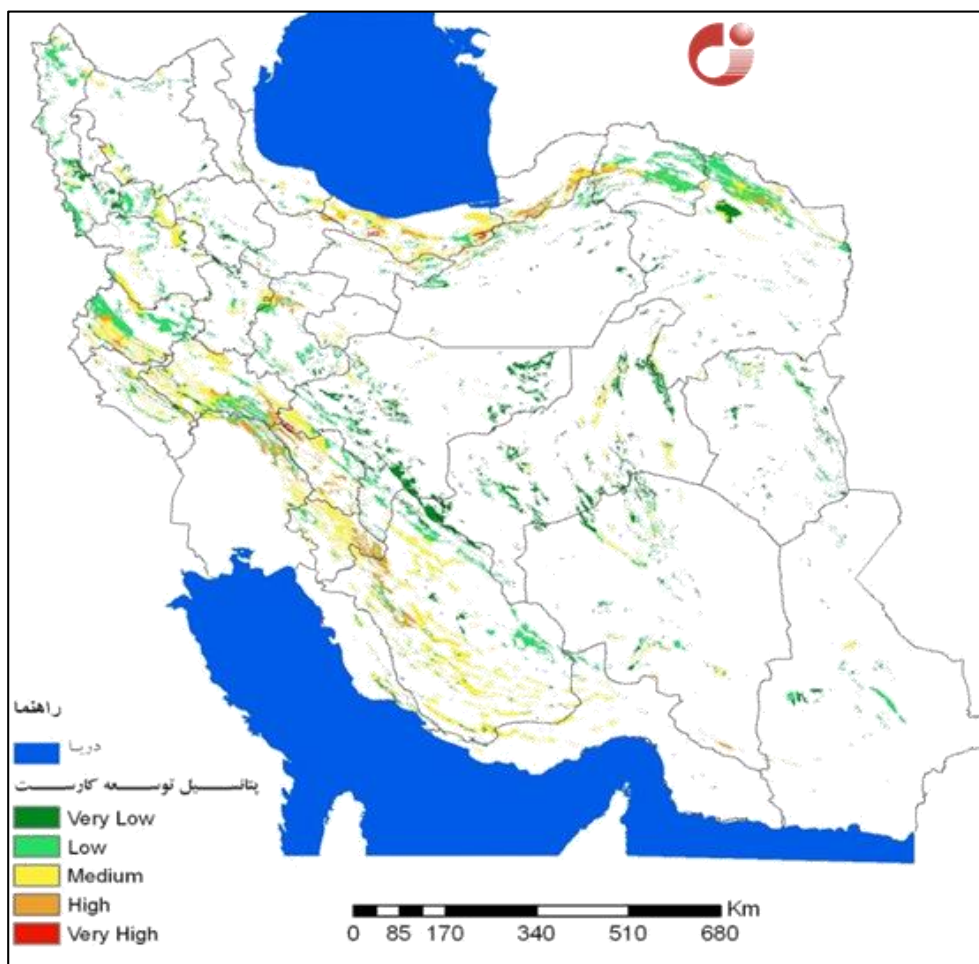 راهنما
دریا
پتانسیل توسعه کارست
Very Low
Low
Medium
High
Very High
Km
0 85 170 340 510 680